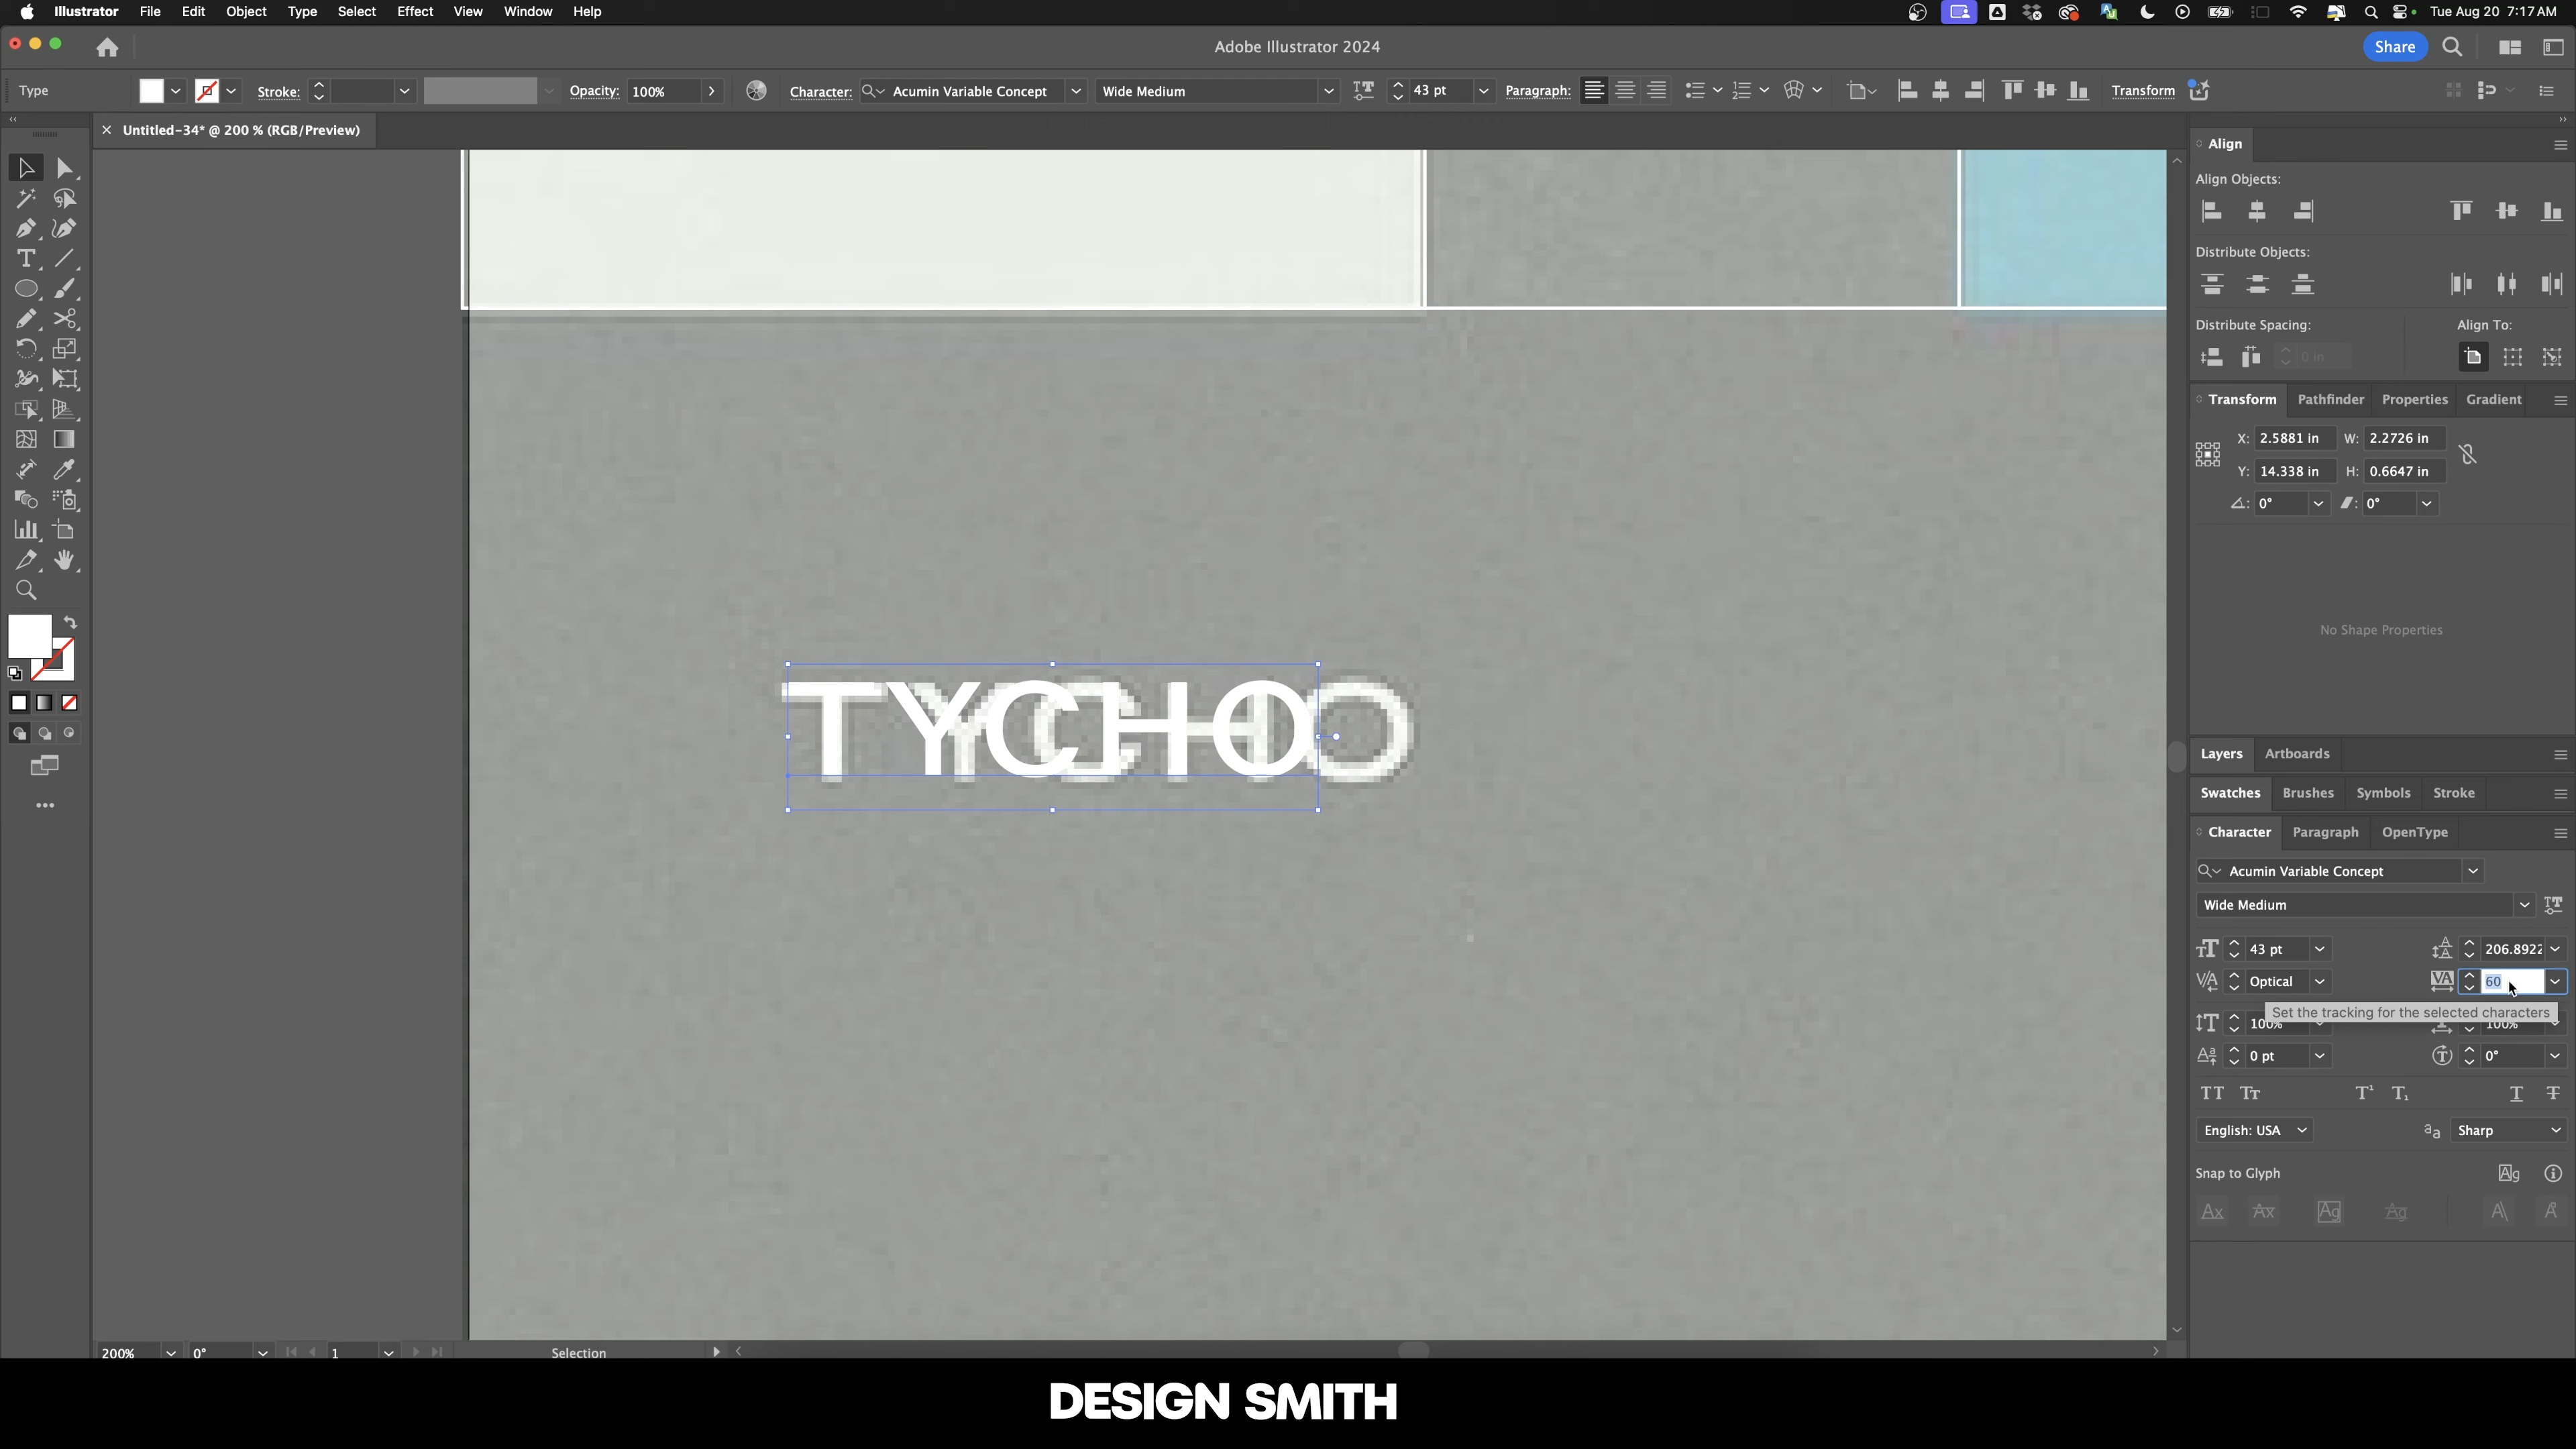 Illustrator File Edit Object Type Select Effect View Window Help
Tue Aug 20 7:17 AM
Adobe Illustrator 2024
Share
Type
Stroke:
Opacity: 100%
Character: Acumin Variable Concept
Wide Medium
43 pt
Paragraph:
Transform
Untitled-34* @ 200 % (RGB/Preview)
Align
Align Objects:
Distribute Objects:
Distribute Spacing:
Align To:
0 in
Transform Pathfinder Properties Gradient
X: 2.5881 in W: 2.2726 in
Y: 14.338 in H: 0.6647 in
0° 0°
No Shape Properties
TYCHO
TYCHO
Layers Artboards
Swatches Brushes Symbols Stroke
Character Paragraph OpenType
Acumin Variable Concept
Wide Medium
43 pt 206.8922
Optical 60
Set the tracking for the selected characters
100% 100%
0 pt 0°
English: USA Sharp
Snap to Glyph
200% 0° 1 Selection
DESIGN SMITH